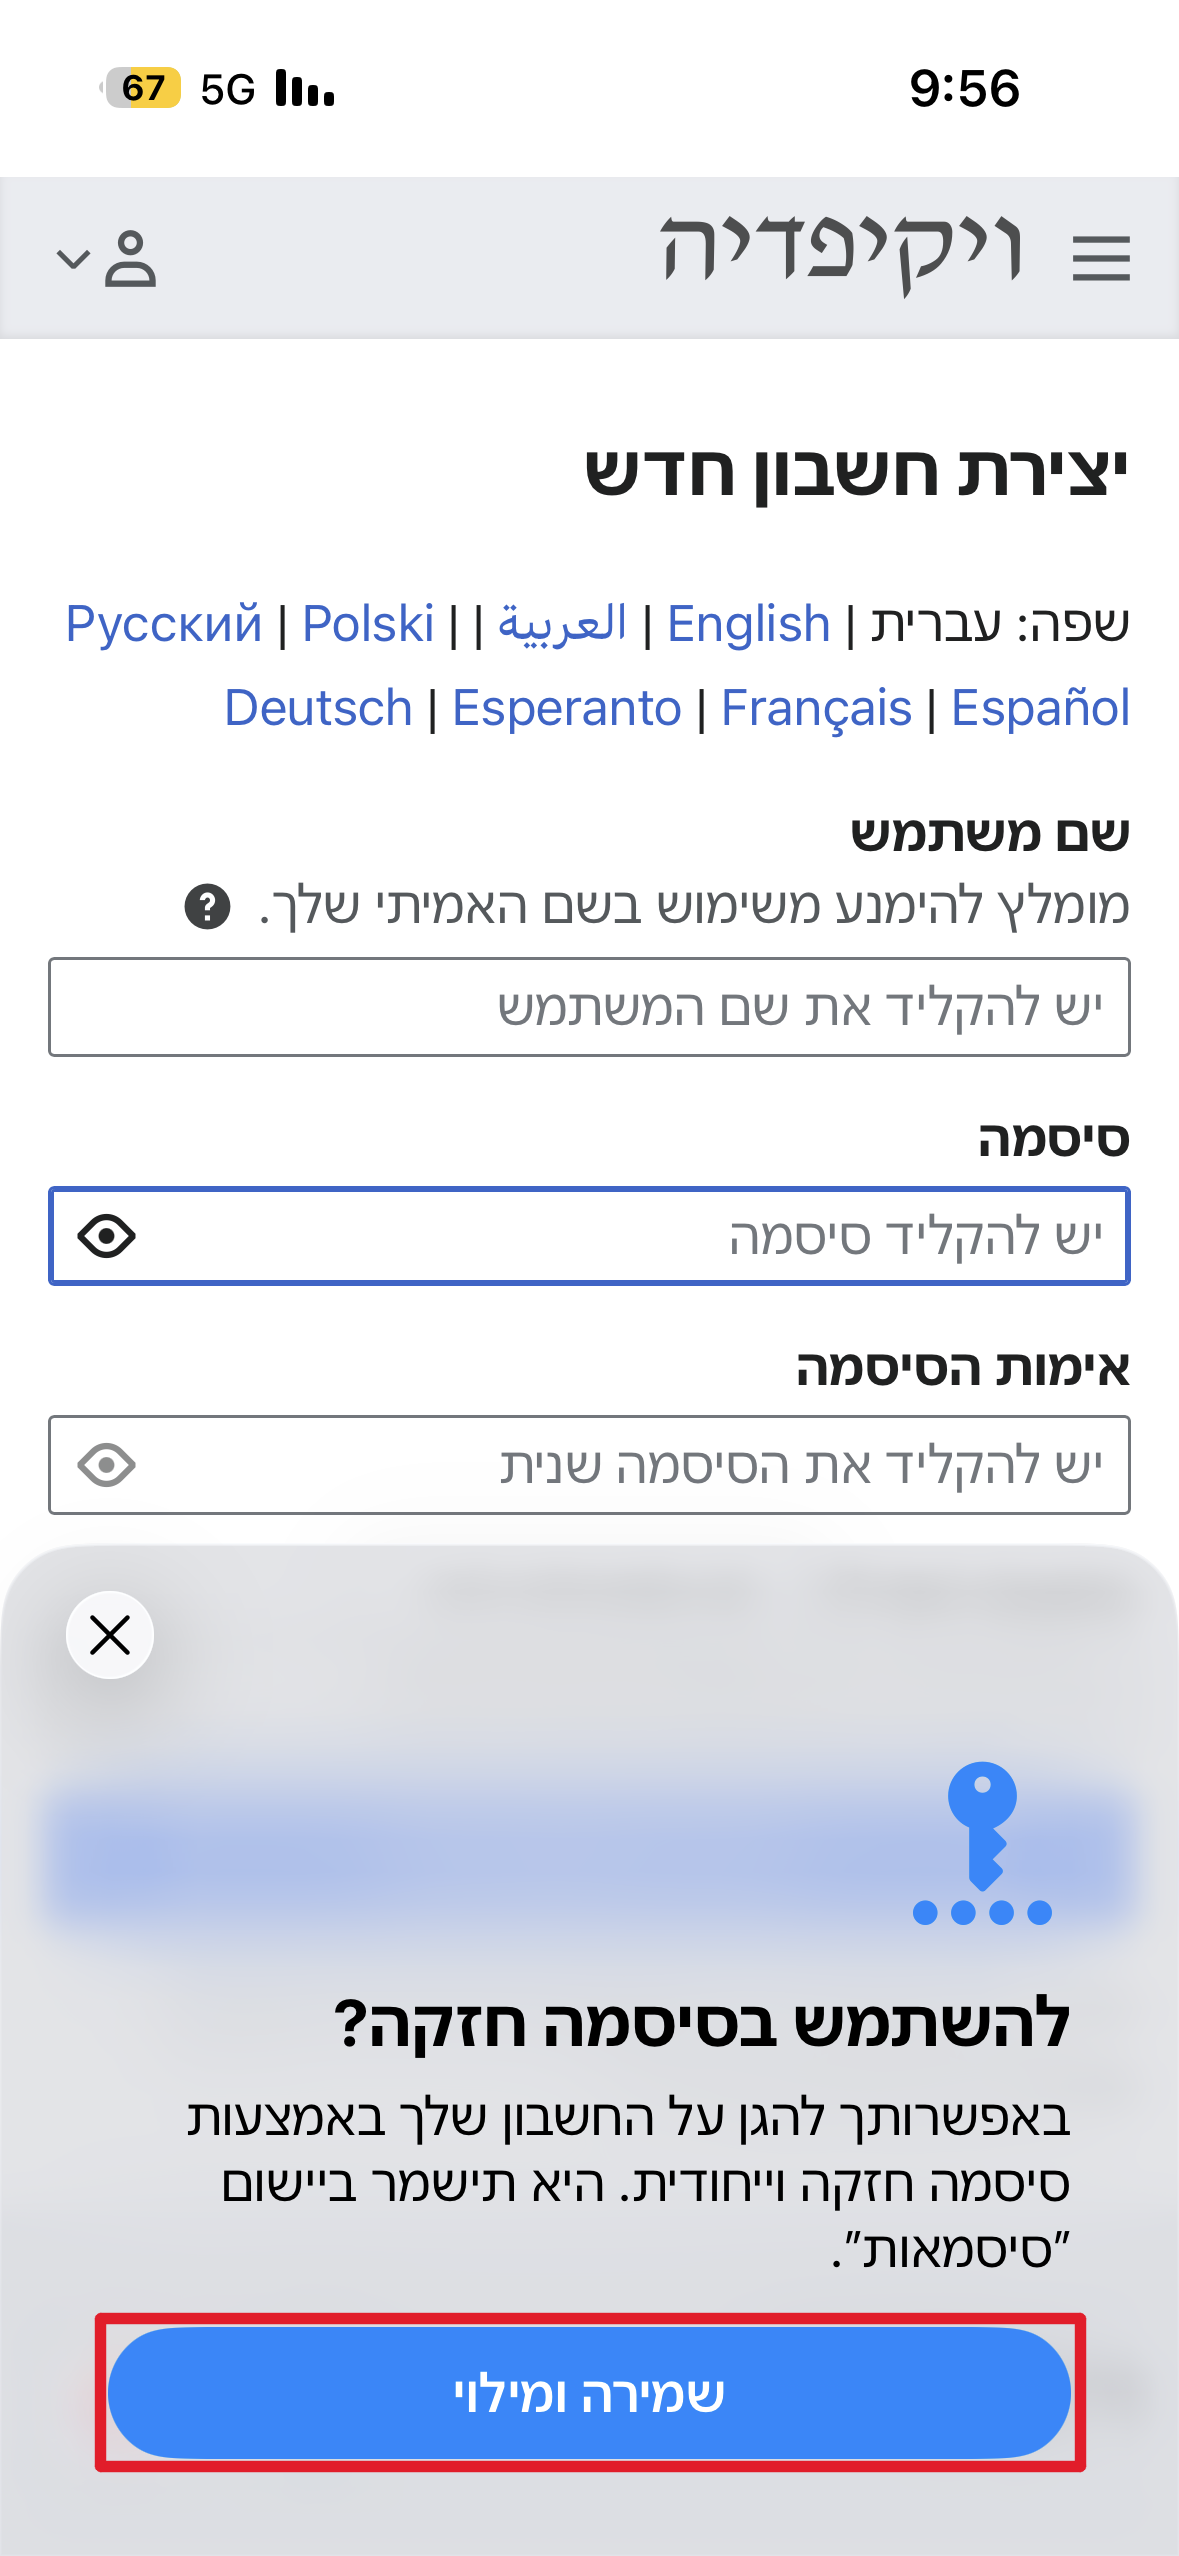 9:56
5G 67
ויקיפדיה
יצירת חשבון חדש
שפה: עברית | English | العربية | | Polski | Русский
Español | Français | Esperanto | Deutsch
שם משתמש
מומלץ להימנע משימוש בשם האמיתי שלך. ?
יש להקליד את שם המשתמש
סיסמה
יש להקליד סיסמה
אימות הסיסמה
יש להקליד את הסיסמה שנית
להשתמש בסיסמה חזקה?
באפשרותך להגן על החשבון שלך באמצעות
סיסמה חזקה וייחודית. היא תישמר ביישום
״סיסמאות״.
שמירה ומילוי